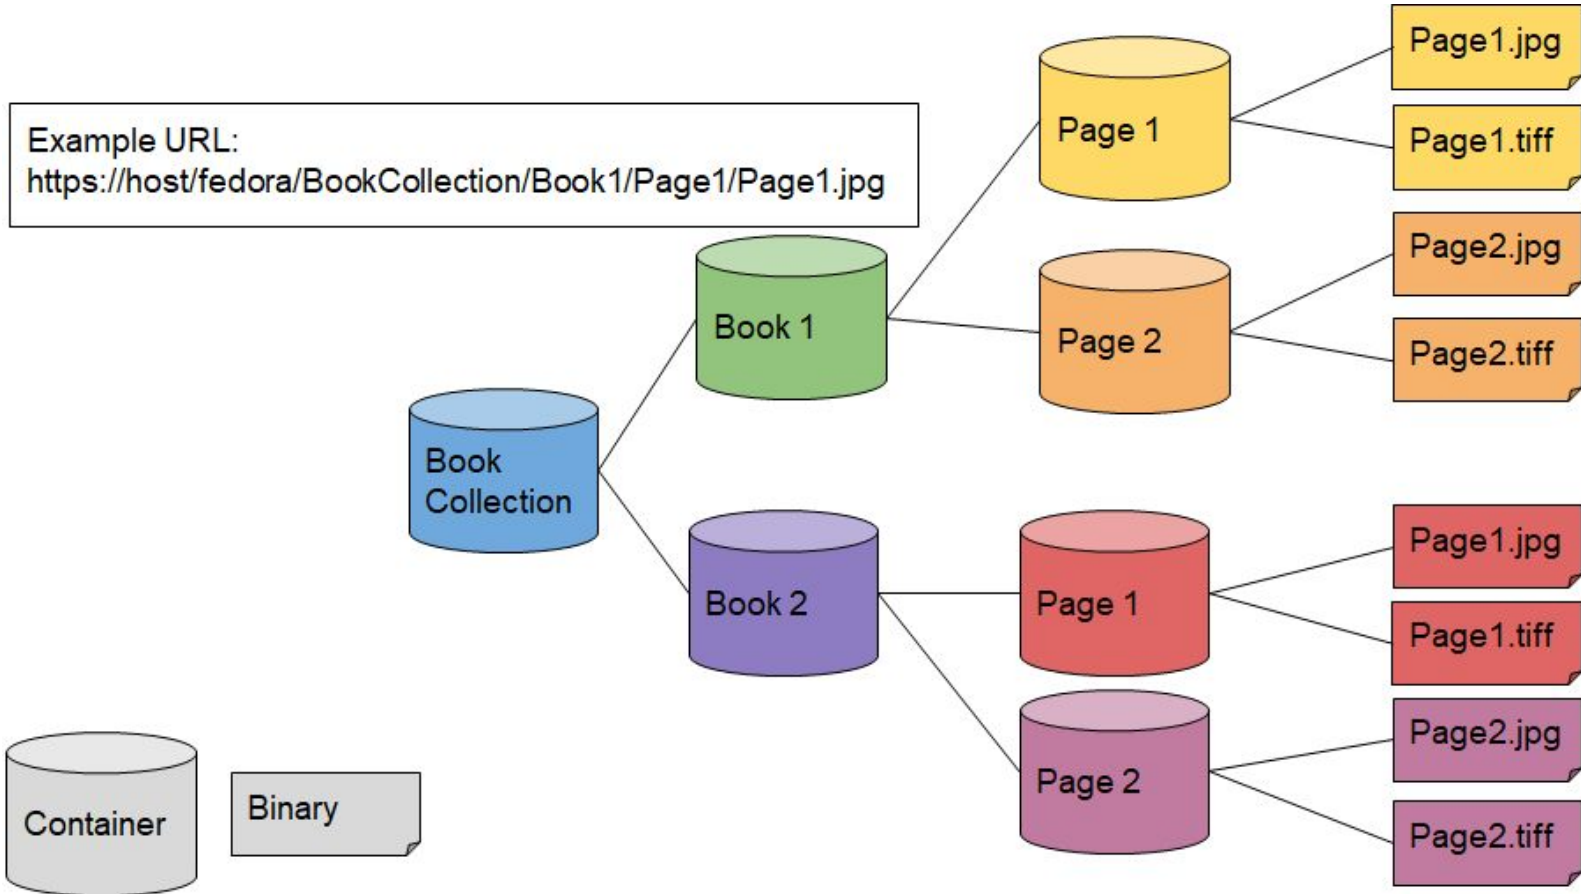 Example URL:
https://host/fedora/BookCollection/Book1/Page1/Page1.jpg
Book
Collection
Book 1
Page 1
Page1.jpg
Page1.tiff
Page 2
Page2.jpg
Page2.tiff
Book 2
Page 1
Page1.jpg
Page1.tiff
Page 2
Page2.jpg
Page2.tiff
Container
Binary